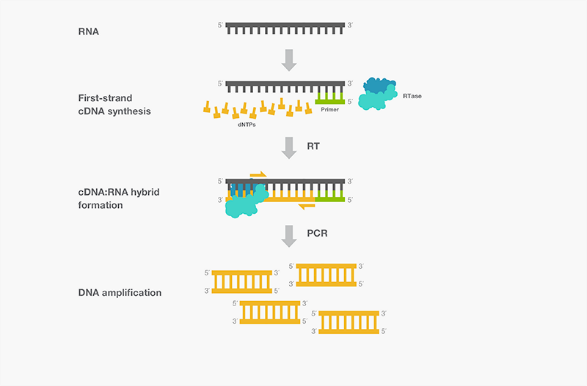 RNA
5' 3'
First-strand
cDNA synthesis
5' 3'
dNTPs
Primer
5'
RTase
RT
cDNA:RNA hybrid
formation
5' 3'
3' 5'
PCR
DNA amplification
5' 3'
3' 5'
5' 3'
3' 5'
5' 3'
3' 5'
5' 3'
3' 5'